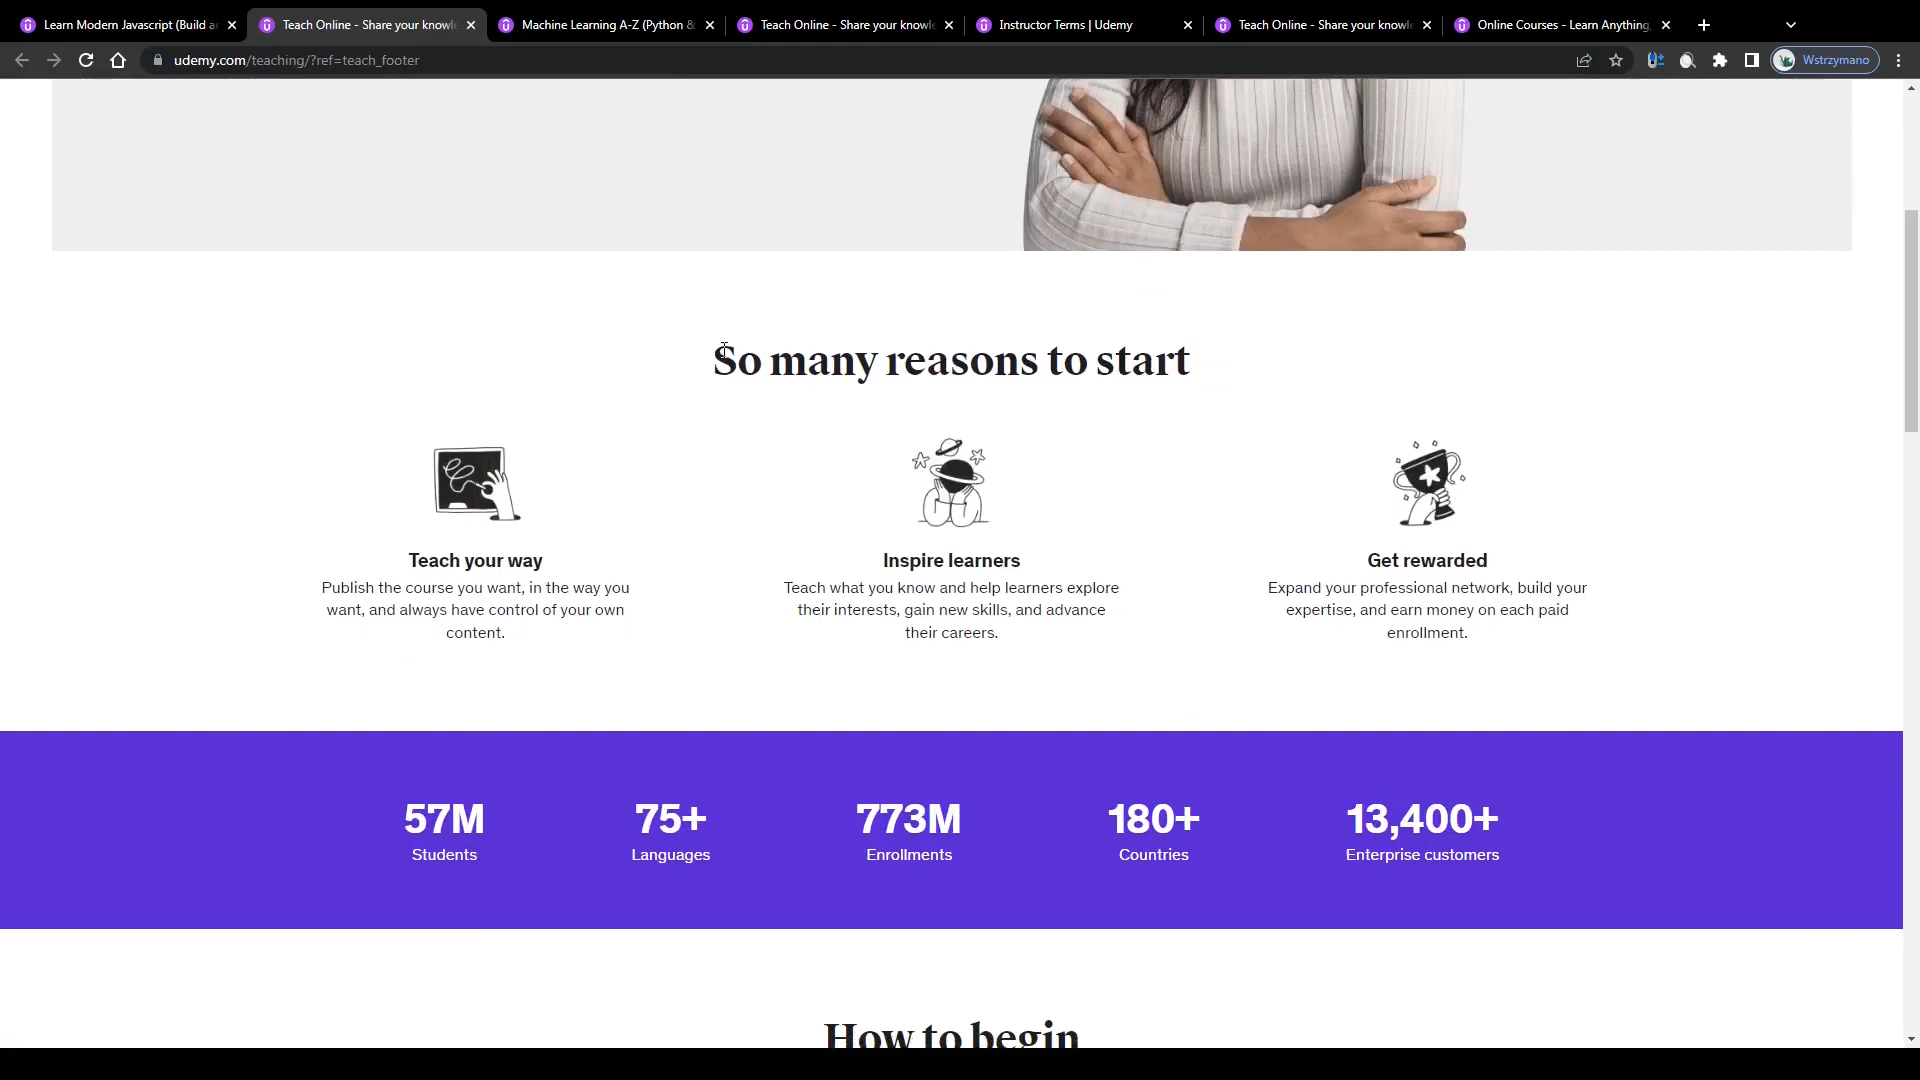 Learn Modern Javascript (Build a
Teach Online - Share your knowle
Machine Learning A-Z (Python &
Teach Online - Share your knowle
Instructor Terms | Udemy
Teach Online - Share your knowle
Online Courses - Learn Anything,
udemy.com/teaching/?ref=teach_footer
Wstrzymano
So many reasons to start
Teach your way
Publish the course you want, in the way you
want, and always have control of your own
content.
Inspire learners
Teach what you know and help learners explore
their interests, gain new skills, and advance
their careers.
Get rewarded
Expand your professional network, build your
expertise, and earn money on each paid
enrollment.
57M
Students
75+
Languages
773M
Enrollments
180+
Countries
13,400+
Enterprise customers
How to begin